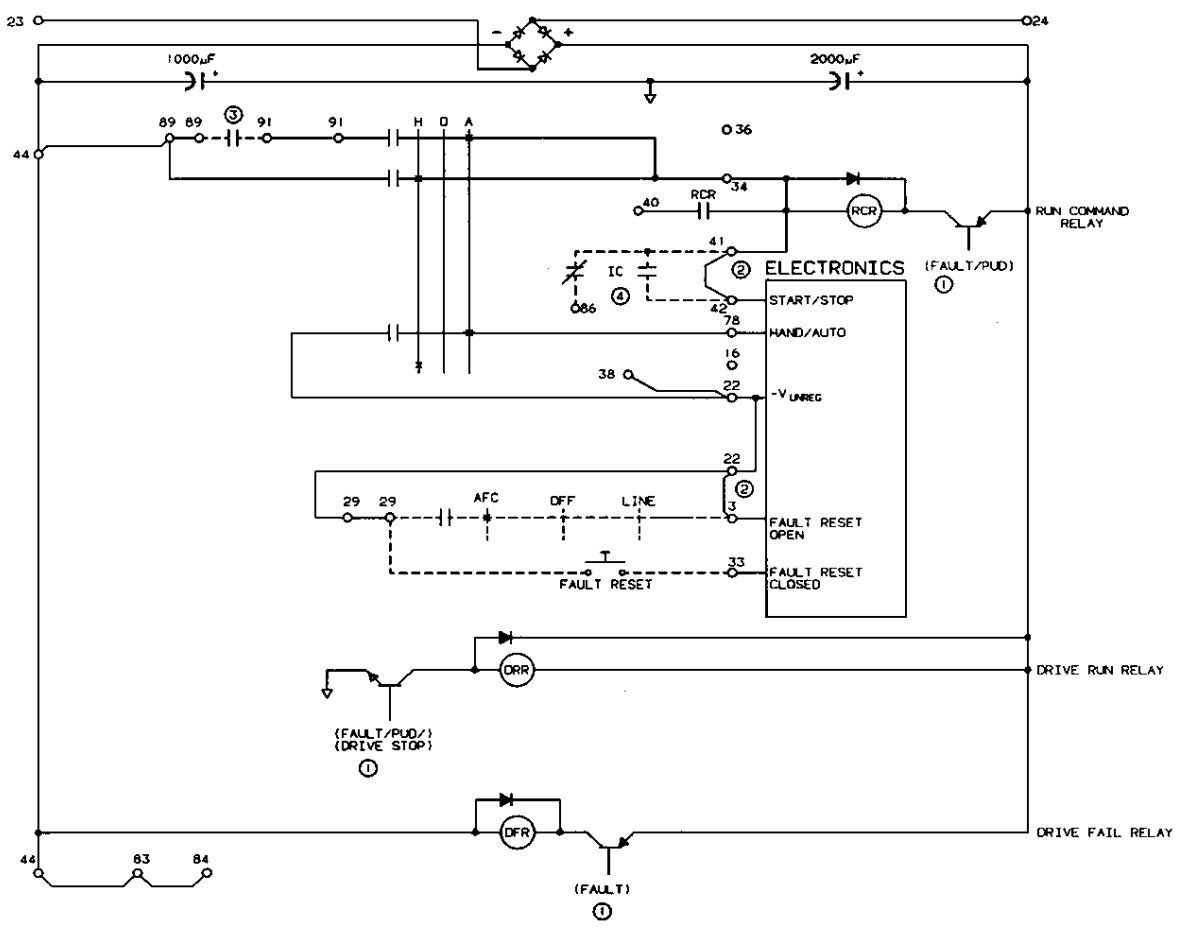 23
24
- +
1000µF +
2000µF +
89 89 ③ 91 91 H O A
36
44
34
RCR
40
RCR
RUN COMMAND
RELAY
41
②
ELECTRONICS
(FAULT/PUD)
①
IC
④
86
42
START/STOP
78
HAND/AUTO
16
38
22
-V UNREG
22
②
29 29 AFC OFF LINE
3
FAULT RESET
OPEN
33
FAULT RESET
FAULT RESET
CLOSED
DRR
DRIVE RUN RELAY
(FAULT/PUD/)
(DRIVE STOP)
①
DFR
DRIVE FAIL RELAY
44 83 84
(FAULT)
①